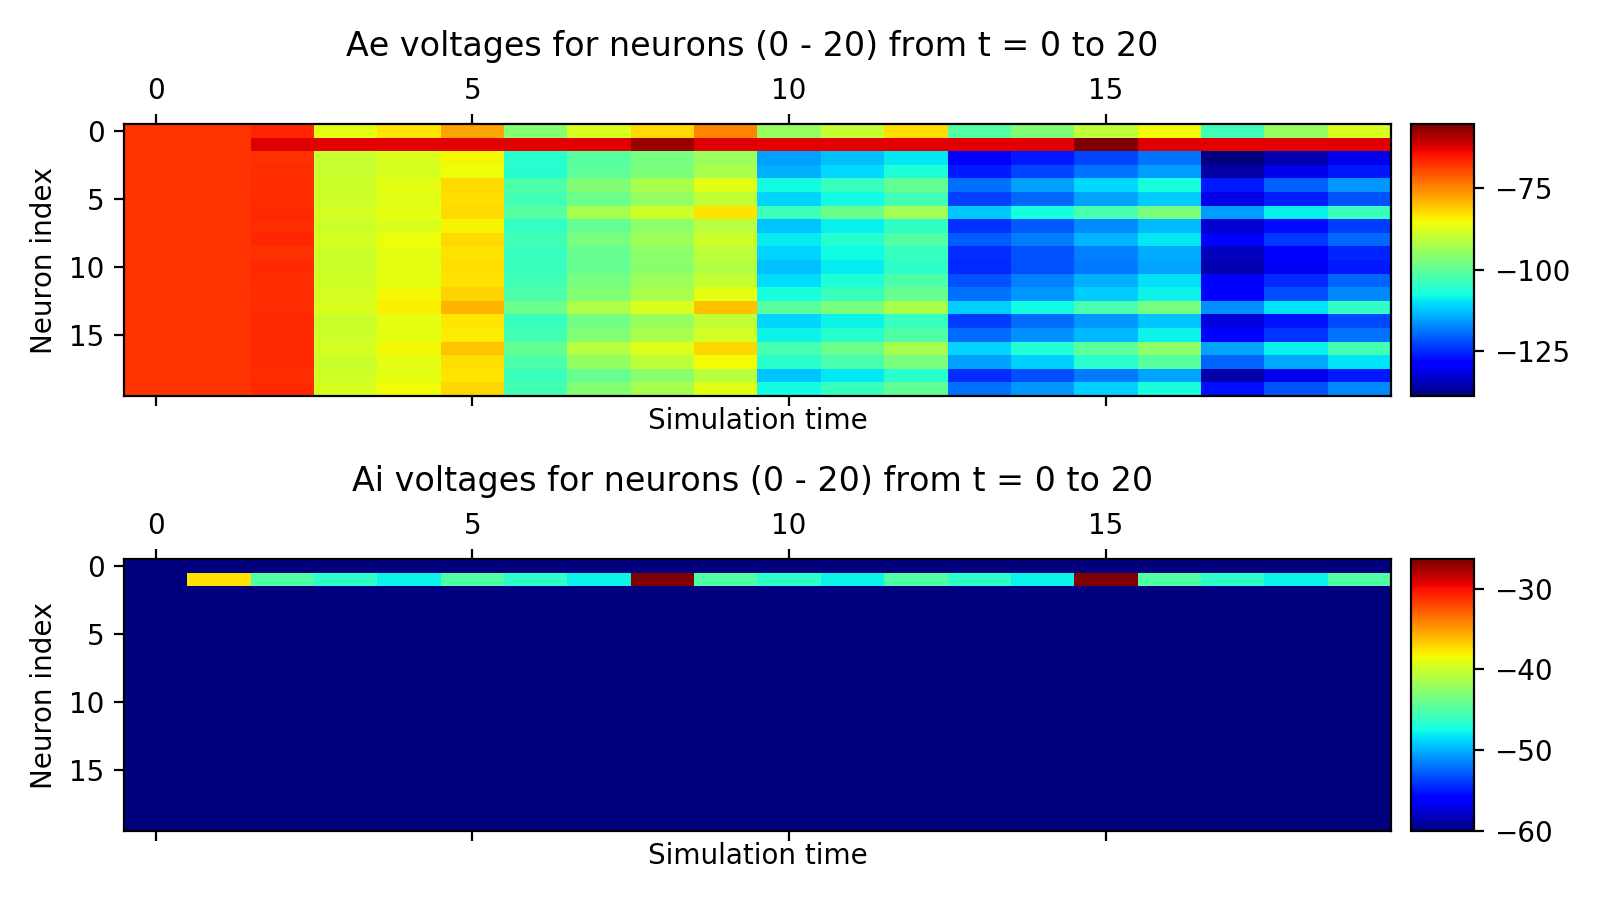 Ae voltages for neurons (0 - 20) from t = 0 to 20
0 5 10 15
0
5
10
15
Neuron index
Simulation time
−75
−100
−125
Ai voltages for neurons (0 - 20) from t = 0 to 20
0 5 10 15
0
5
10
15
Neuron index
Simulation time
−30
−40
−50
−60